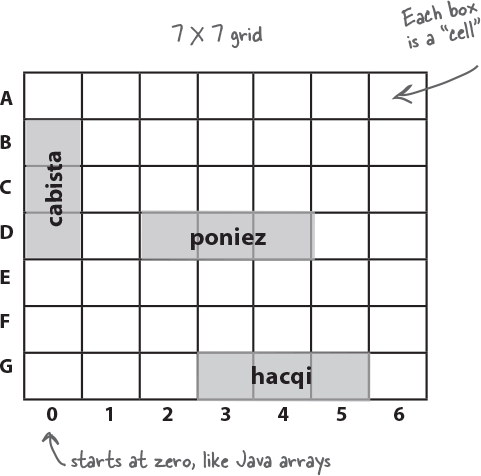 7 X 7 grid
Each box
is a "cell"
A
B
C
D
E
F
G
cabista
poniez
hacqi
0 1 2 3 4 5 6
starts at zero, like Java arrays